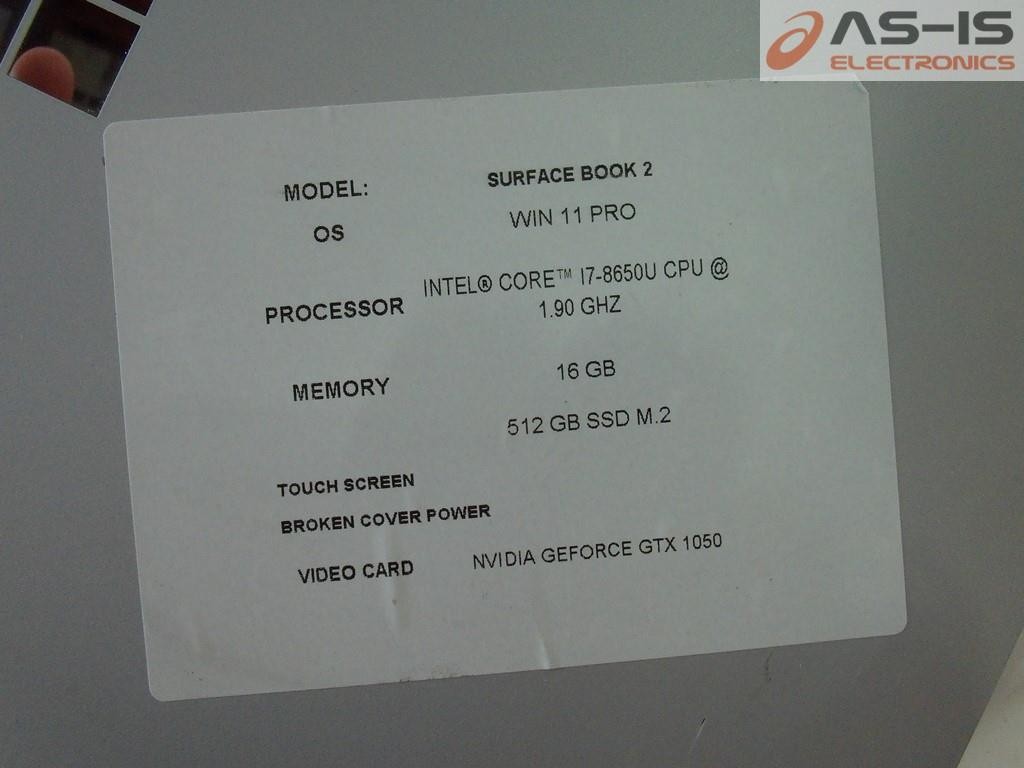 AS-IS
ELECTRONICS
MODEL: SURFACE BOOK 2
OS WIN 11 PRO
INTEL® CORE™ I7-8650U CPU @
PROCESSOR 1.90 GHZ
MEMORY 16 GB
512 GB SSD M.2
TOUCH SCREEN
BROKEN COVER POWER
VIDEO CARD NVIDIA GEFORCE GTX 1050